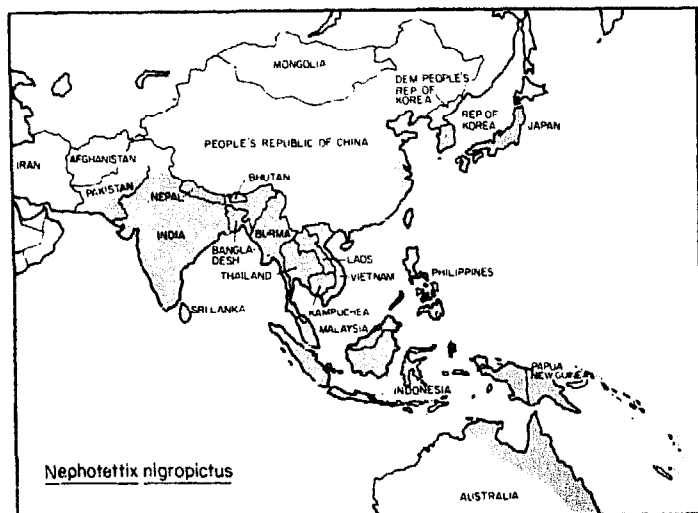 MONGOLIA
DEM PEOPLE'S
REP OF
KOREA
REP OF
KOREA
JAPAN
PEOPLE'S REPUBLIC OF CHINA
IRAN
AFGHANISTAN
PAKISTAN
NEPAL
BHUTAN
INDIA
BANGLA-
DESH
BURMA
LAOS
THAILAND
VIETNAM
PHILIPPINES
SRI LANKA
KAMPUCHEA
MALAYSIA
INDONESIA
PAPUA
NEW GUINEA
Nephotettix nigropictus
AUSTRALIA